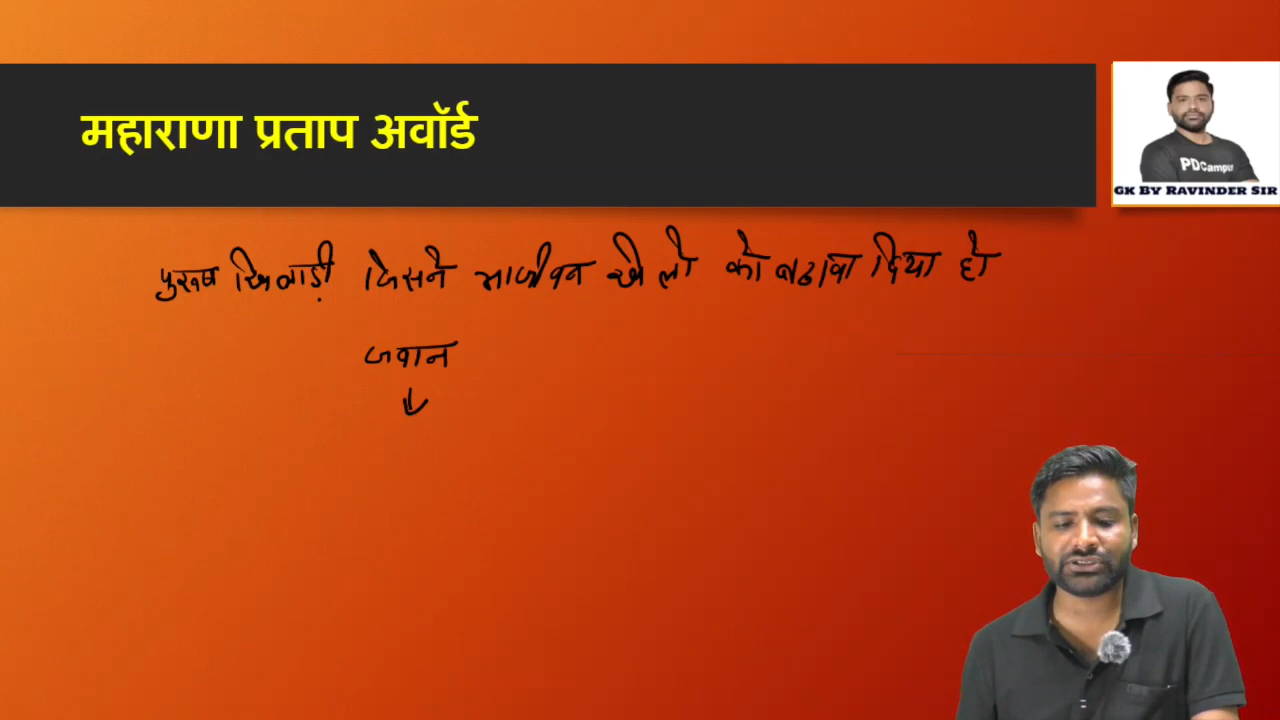 महाराणा प्रताप अवॉर्ड
PDCampus
GK BY RAVINDER SIR
पुरूष खिलाड़ी जिसने आजीवन खेलो को बढावा दिया हो
जवान